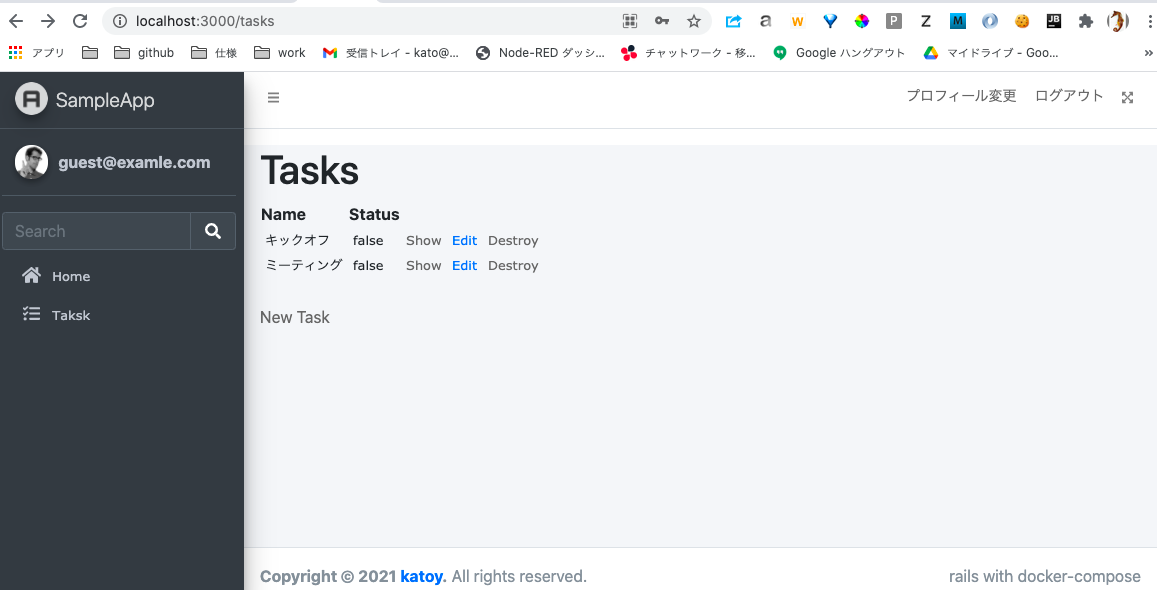 localhost:3000/tasks
アプリ github 仕様 work 受信トレイ - kato@... Node-RED ダッシ... チャットワーク - 移... Google ハングアウト マイドライブ - Goo... »
SampleApp
プロフィール変更 ログアウト
guest@examle.com
Search
Home
Taksk
Tasks
Name Status
キックオフ false Show Edit Destroy
ミーティング false Show Edit Destroy
New Task
Copyright © 2021 katoy. All rights reserved.
rails with docker-compose